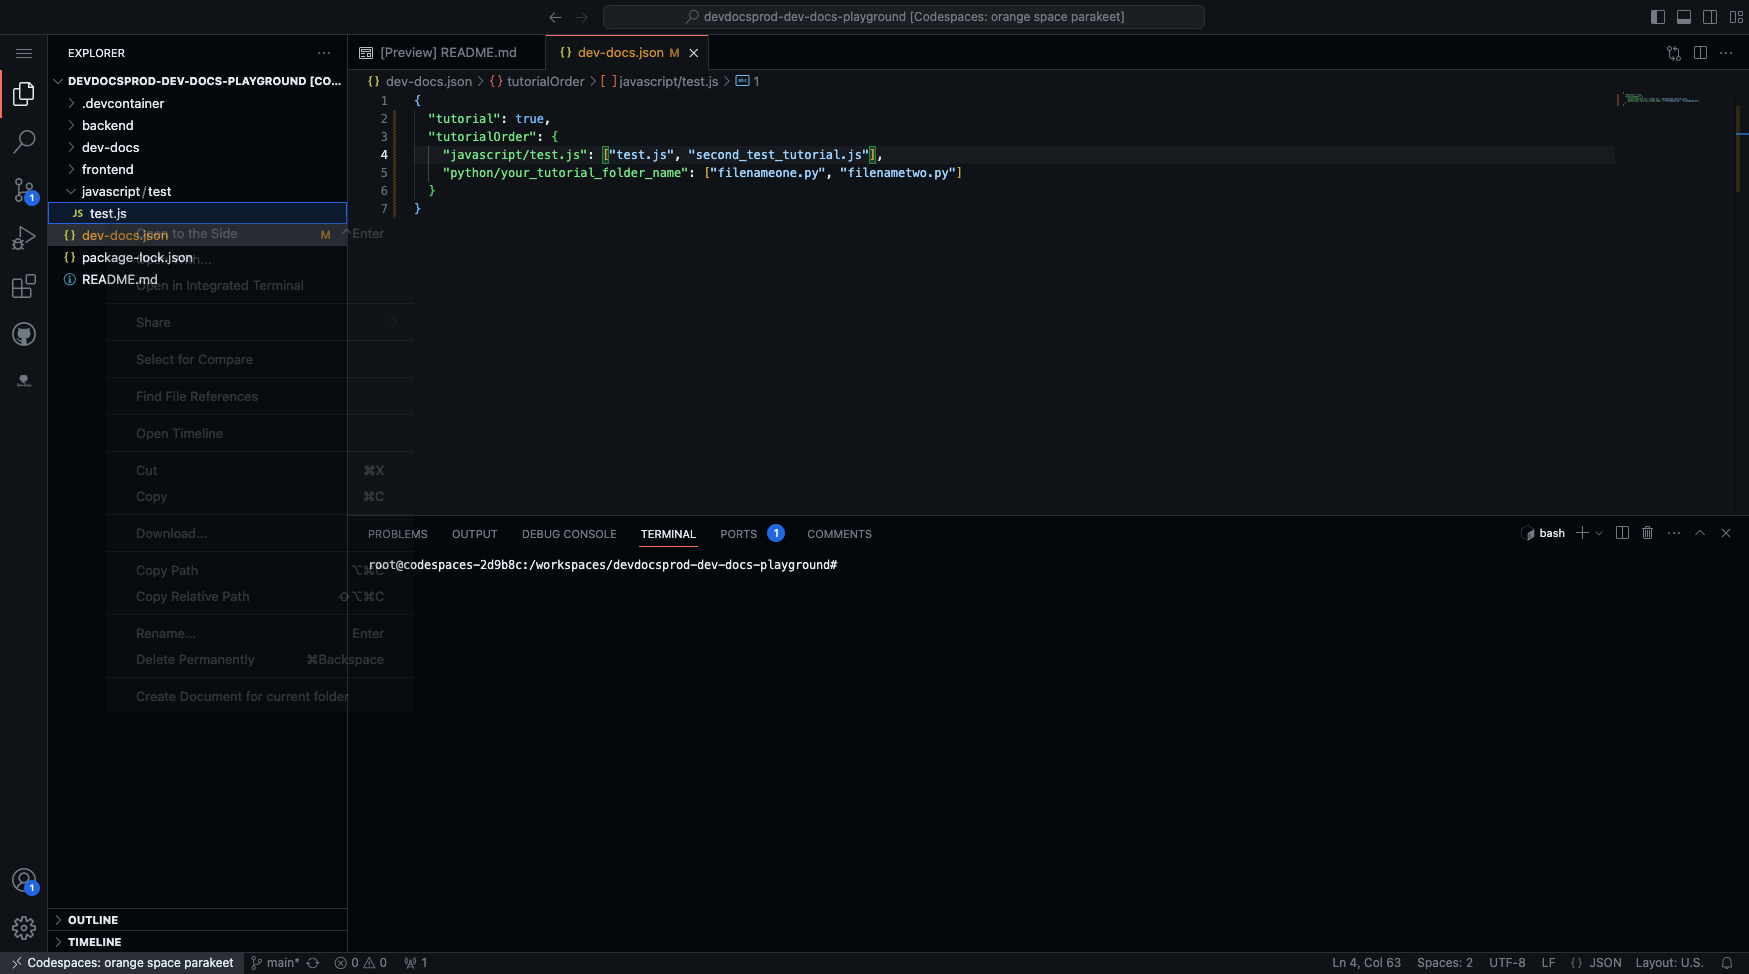 devdocsprod-dev-docs-playground [Codespaces: orange space parakeet]
EXPLORER
DEVDOCSPROD-DEV-DOCS-PLAYGROUND [CO...
.devcontainer
backend
dev-docs
frontend
javascript/test
JS test.js
{} dev-docs.json M
{} package-lock.json
README.md
Open to the Side ^Enter
Open With...
Open in Integrated Terminal
Share
Select for Compare
Find File References
Open Timeline
Cut ⌘X
Copy ⌘C
Download...
Copy Path ⌥⌘C
Copy Relative Path ⇧⌥⌘C
Rename... Enter
Delete Permanently ⌘Backspace
Create Document for current folder
OUTLINE
TIMELINE
1
1
[Preview] README.md
{} dev-docs.json M
{} dev-docs.json > {} tutorialOrder > [ ] javascript/test.js > abc 1
1 {
2 "tutorial": true,
3 "tutorialOrder": {
4 "javascript/test.js": ["test.js", "second_test_tutorial.js"],
5 "python/your_tutorial_folder_name": ["filenameone.py", "filenametwo.py"]
6 }
7 }
PROBLEMS OUTPUT DEBUG CONSOLE TERMINAL PORTS 1 COMMENTS
bash
root@codespaces-2d9b8c:/workspaces/devdocsprod-dev-docs-playground#
Codespaces: orange space parakeet main* 0 0 1
Ln 4, Col 63 Spaces: 2 UTF-8 LF {} JSON Layout: U.S.